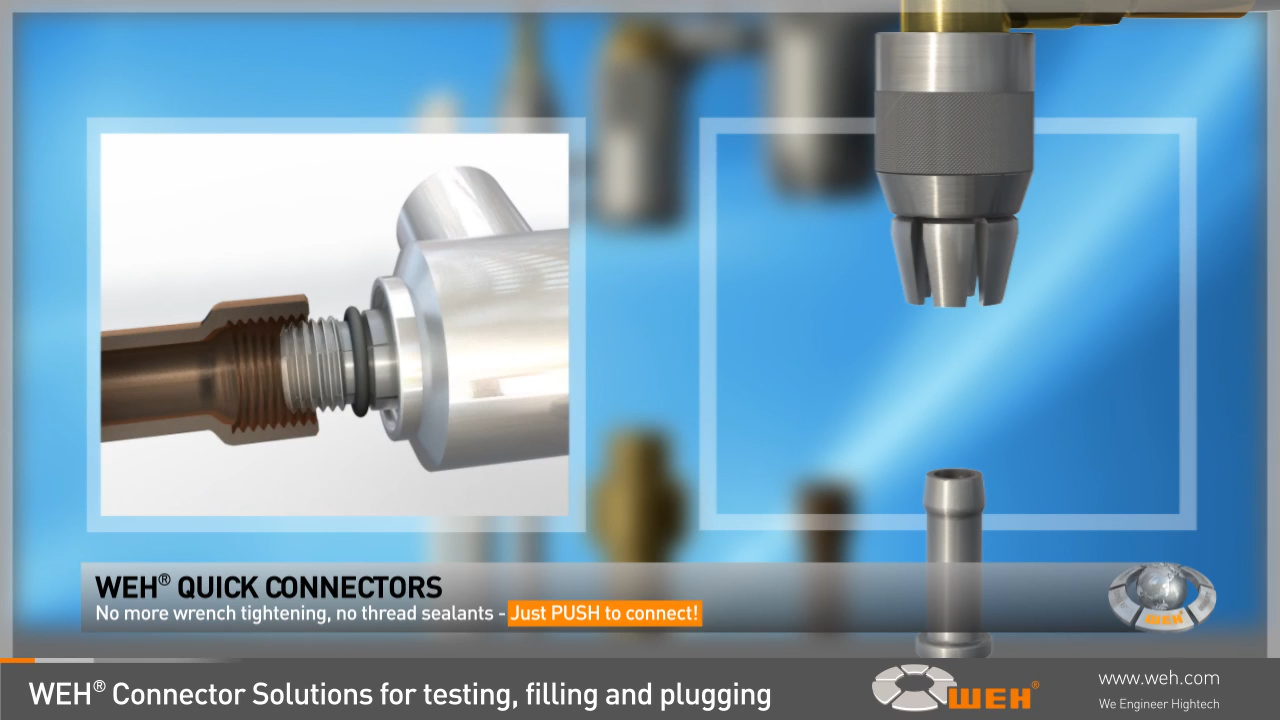 WEH® QUICK CONNECTORS
No more wrench tightening, no thread sealants - Just PUSH to connect!
WEH®
WEH® Connector Solutions for testing, filling and plugging
WEH®
www.weh.com
We Engineer Hightech